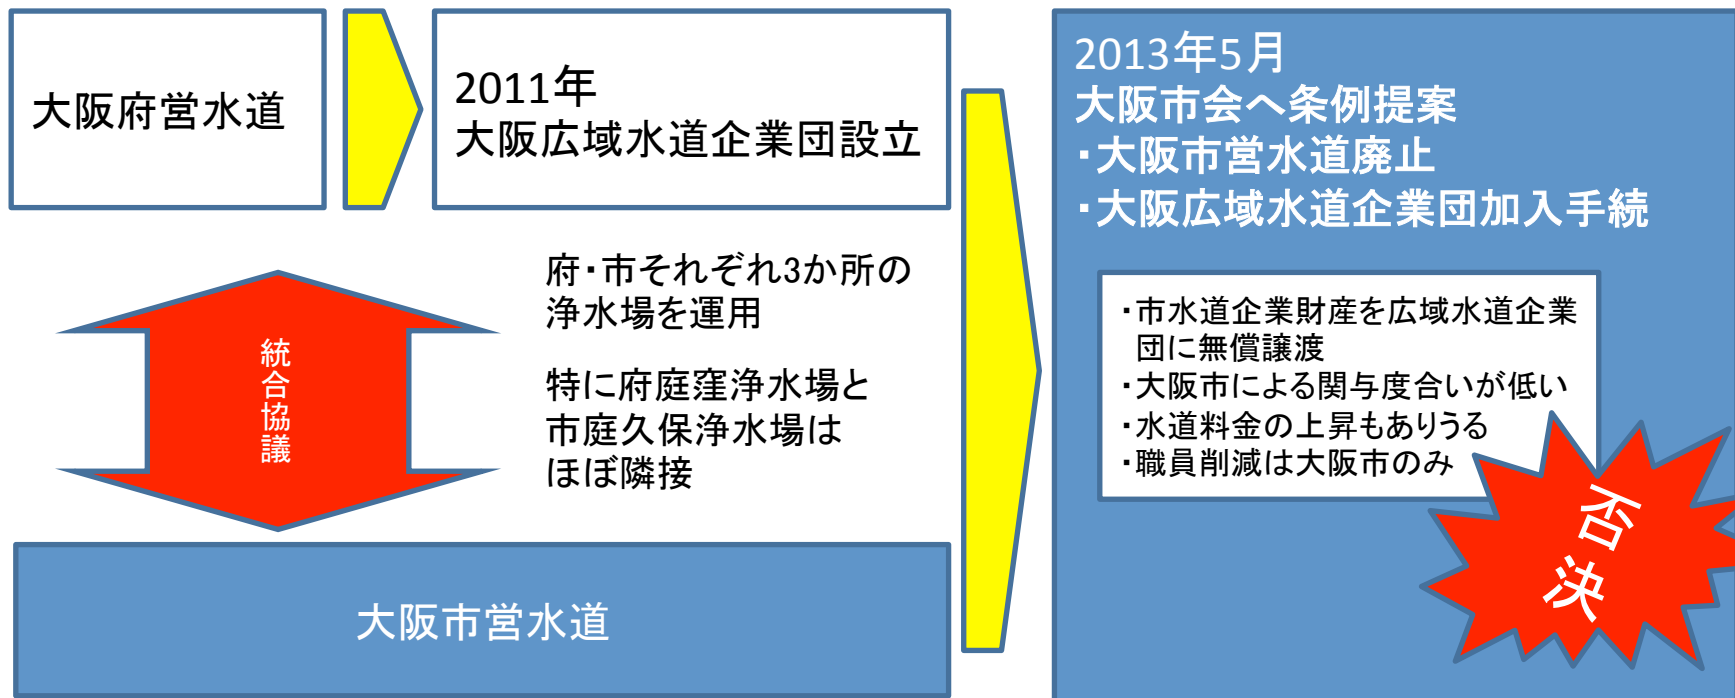 大阪府営水道
2011年
大阪広域水道企業団設立
統合協議
府・市それぞれ3か所の
浄水場を運用
特に府庭窪浄水場と
市庭久保浄水場は
ほぼ隣接
大阪市営水道
2013年5月
大阪市会へ条例提案
・大阪市営水道廃止
・大阪広域水道企業団加入手続
・市水道企業財産を広域水道企業
団に無償譲渡
・大阪市による関与度合いが低い
・水道料金の上昇もありうる
・職員削減は大阪市のみ
否決